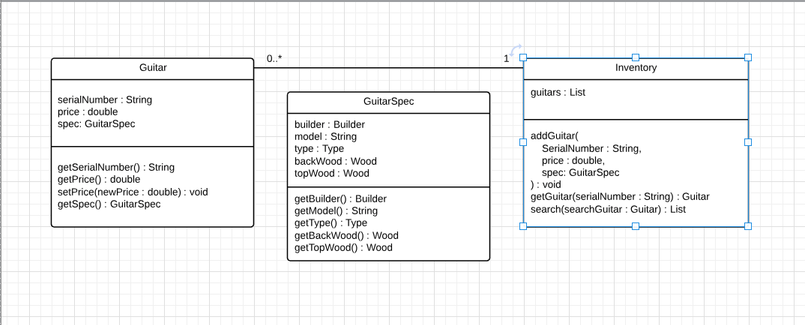 Guitar
serialNumber : String
price : double
spec: GuitarSpec
getSerialNumber() : String
getPrice() : double
setPrice(newPrice : double) : void
getSpec() : GuitarSpec
0..*
1
GuitarSpec
builder : Builder
model : String
type : Type
backWood : Wood
topWood : Wood
getBuilder() : Builder
getModel() : String
getType() : Type
getBackWood() : Wood
getTopWood() : Wood
Inventory
guitars : List
addGuitar(
SerialNumber : String,
price : double,
spec: GuitarSpec
) : void
getGuitar(serialNumber : String) : Guitar
search(searchGuitar : Guitar) : List